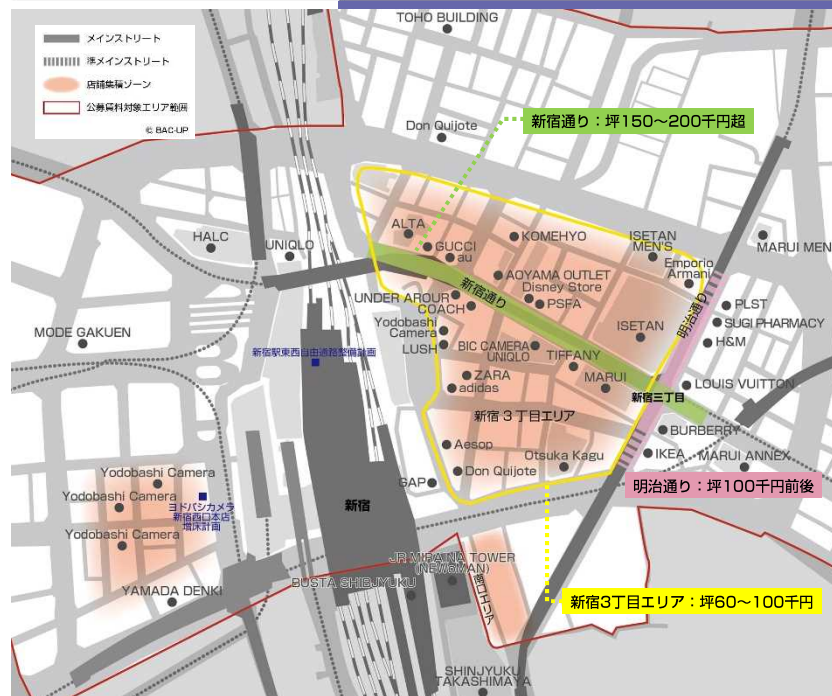 TOHO BUILDING
メインストリート
準メインストリート
店舗集積ゾーン
公募賃料対象エリア範囲
© BAC-UP
Don Quijote
新宿通り：坪150～200千円超
ALTA
GUCCI
au
KOMEHYO
ISETAN
MEN'S
Emporio
Armani
MARUI MEN
HALC
UNIQLO
AOYAMA OUTLET
Disney Store
PSFA
新宿通り
UNDER AROUR
COACH
明治通り
PLST
SUGI PHARMACY
H&M
MODE GAKUEN
Yodobashi
Camera
LUSH
BIC CAMERA
UNIQLO
ISETAN
TIFFANY
新宿駅東西自由通路整備計画
ZARA
adidas
MARUI
LOUIS VUITTON
新宿三丁目
新宿３丁目エリア
BURBERRY
Aesop
Otsuka Kagu
IKEA
MARUI ANNEX
Don Quijote
GAP
明治通り：坪100千円前後
Yodobashi Camera
Yodobashi Camera
ヨドバシカメラ
新宿西口本店
増床計画
新宿
Yodobashi Camera
JR MIRAINA TOWER
(NEWoMAN)
BUSTA SHIBJYUKU
YAMADA DENKI
新宿3丁目エリア：坪60～100千円
SHINJYUKU
TAKASHIMAYA